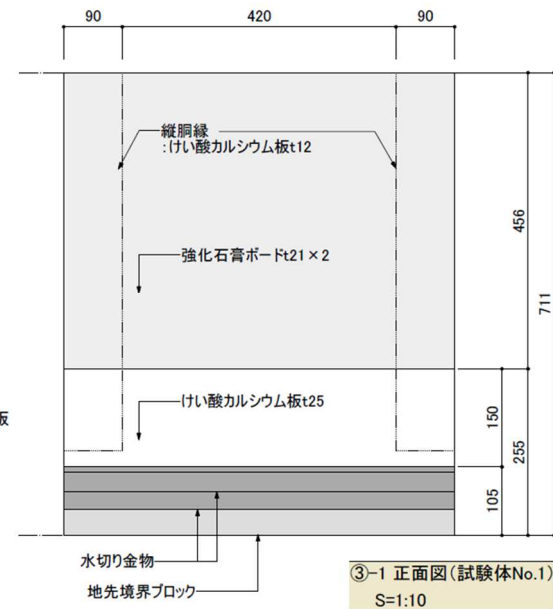 90
420
90
縦胴縁
:けい酸カルシウム板t12
強化石膏ボードt21×2
456
711
けい酸カルシウム板t25
板
150
255
105
水切り金物
地先境界ブロック
③-1 正面図(試験体No.1)
S=1:10